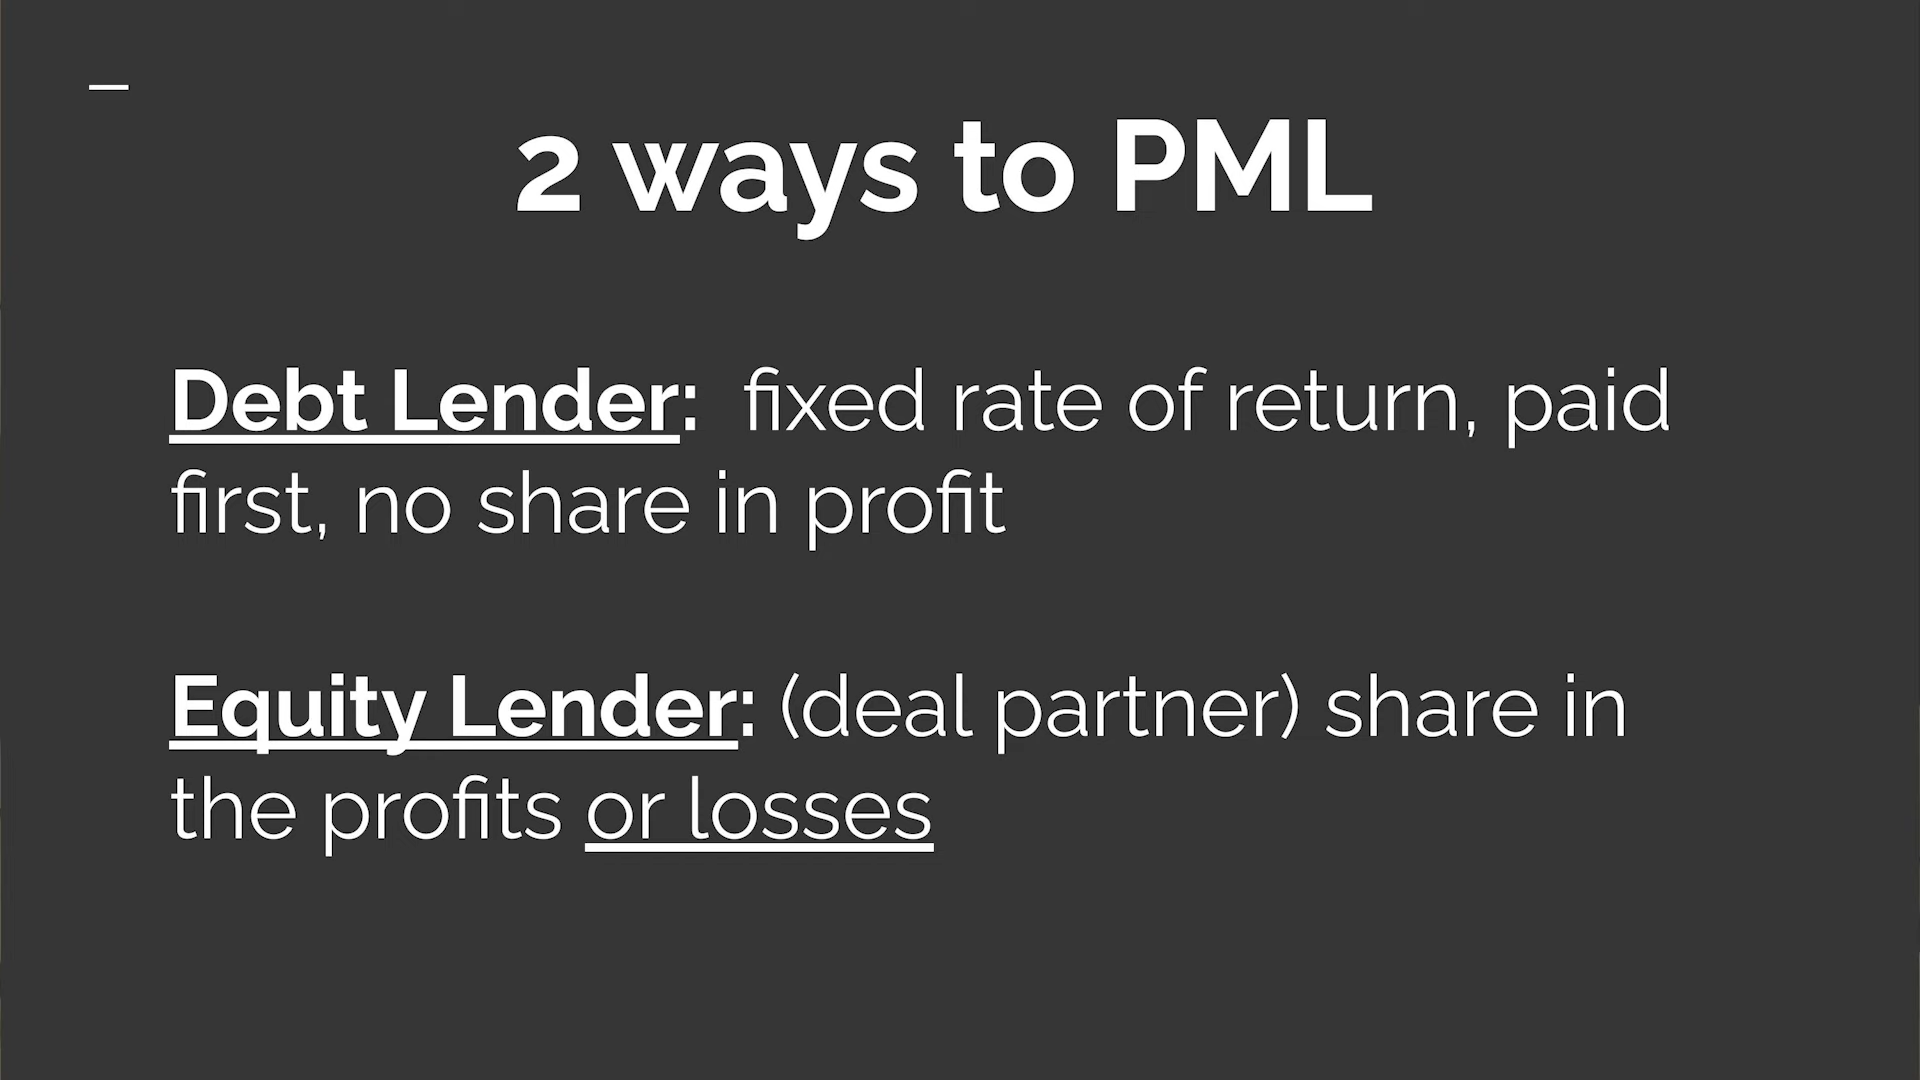 2 ways to PML
Debt Lender: fixed rate of return, paid
first, no share in profit
Equity Lender: (deal partner) share in
the profits or losses